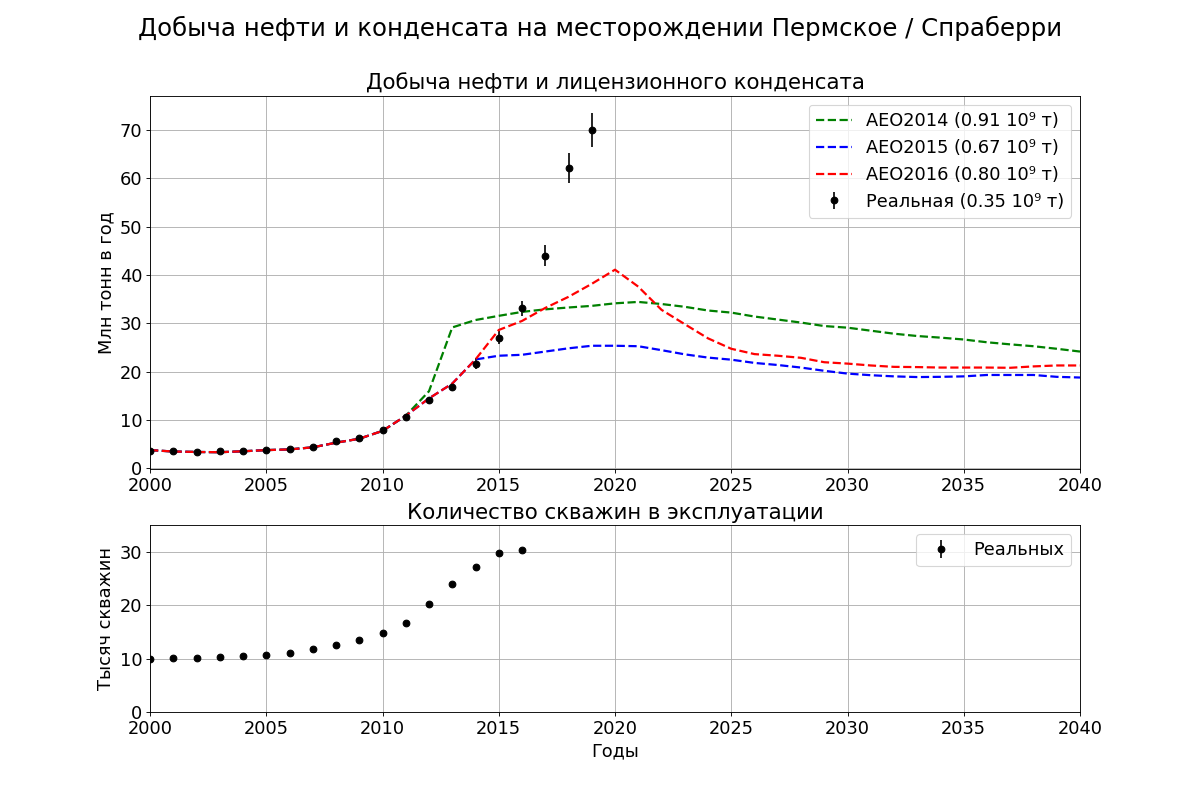 Добыча нефти и конденсата на месторождении Пермское / Спраберри
Добыча нефти и лицензионного конденсата
Млн тонн в год
70
60
50
40
30
20
10
0
AEO2014 (0.91 10⁹ т)
AEO2015 (0.67 10⁹ т)
AEO2016 (0.80 10⁹ т)
Реальная (0.35 10⁹ т)
2000 2005 2010 2015 2020 2025 2030 2035 2040
Количество скважин в эксплуатации
Тысяч скважин
30
20
10
0
Реальных
2000 2005 2010 2015 2020 2025 2030 2035 2040
Годы